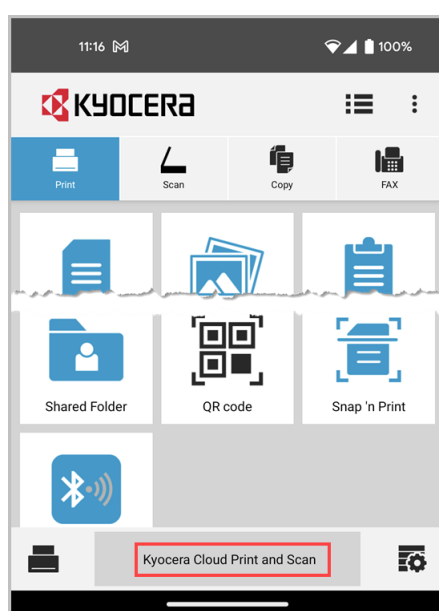 11:16 100%
KYOCERA
Print Scan Copy FAX
Shared Folder QR code Snap 'n Print
Kyocera Cloud Print and Scan